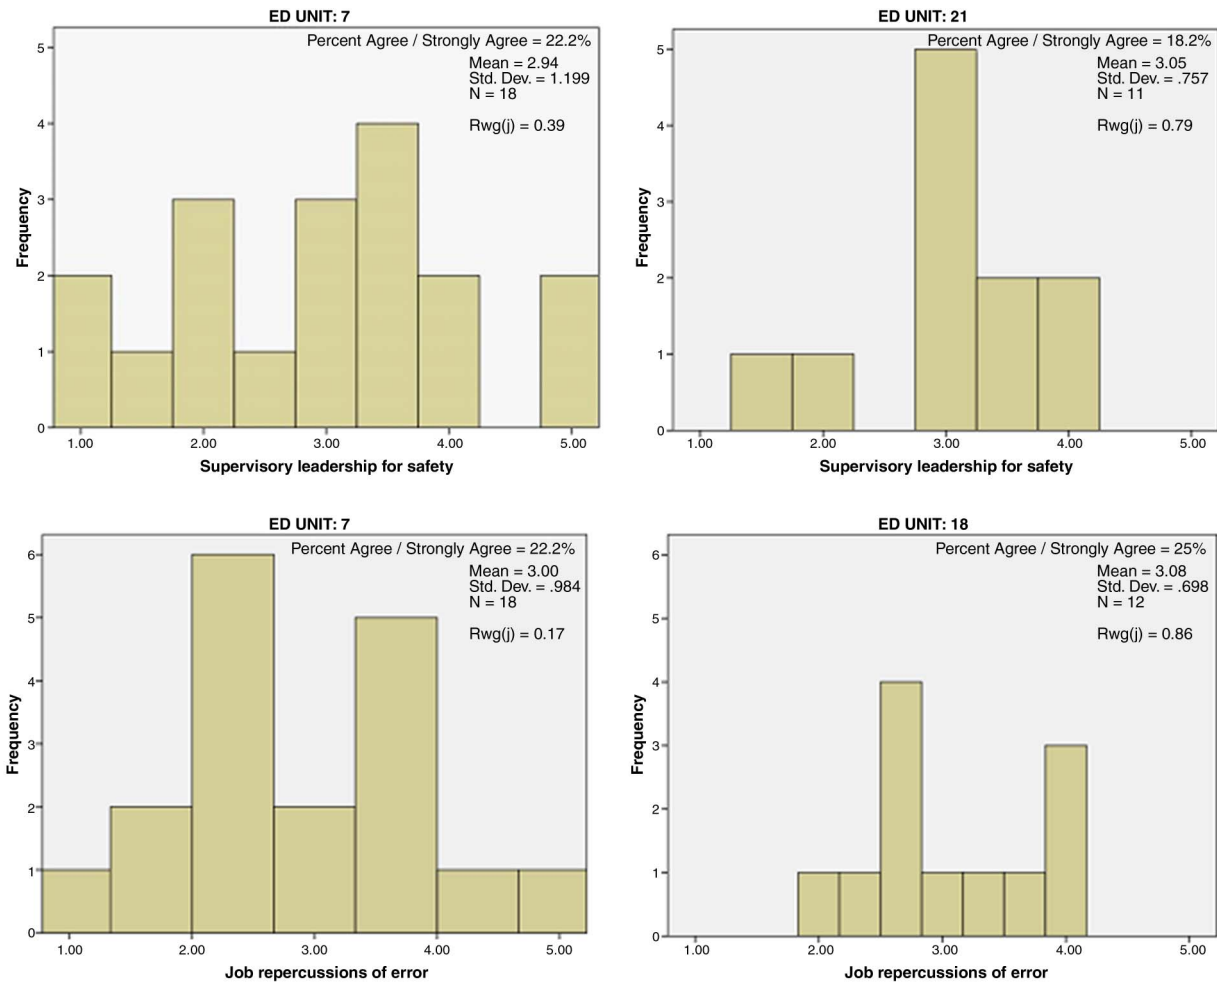 ED UNIT: 7
Percent Agree / Strongly Agree = 22.2%
Mean = 2.94
Std. Dev. = 1.199
N = 18
Rwg(j) = 0.39
Frequency
5
4
3
2
1
0
1.00 2.00 3.00 4.00 5.00
Supervisory leadership for safety
ED UNIT: 21
Percent Agree / Strongly Agree = 18.2%
Mean = 3.05
Std. Dev. = .757
N = 11
Rwg(j) = 0.79
Frequency
5
4
3
2
1
0
1.00 2.00 3.00 4.00 5.00
Supervisory leadership for safety
ED UNIT: 7
Percent Agree / Strongly Agree = 22.2%
Mean = 3.00
Std. Dev. = .984
N = 18
Rwg(j) = 0.17
Frequency
6
5
4
3
2
1
0
1.00 2.00 3.00 4.00 5.00
Job repercussions of error
ED UNIT: 18
Percent Agree / Strongly Agree = 25%
Mean = 3.08
Std. Dev. = .698
N = 12
Rwg(j) = 0.86
Frequency
6
5
4
3
2
1
0
1.00 2.00 3.00 4.00 5.00
Job repercussions of error